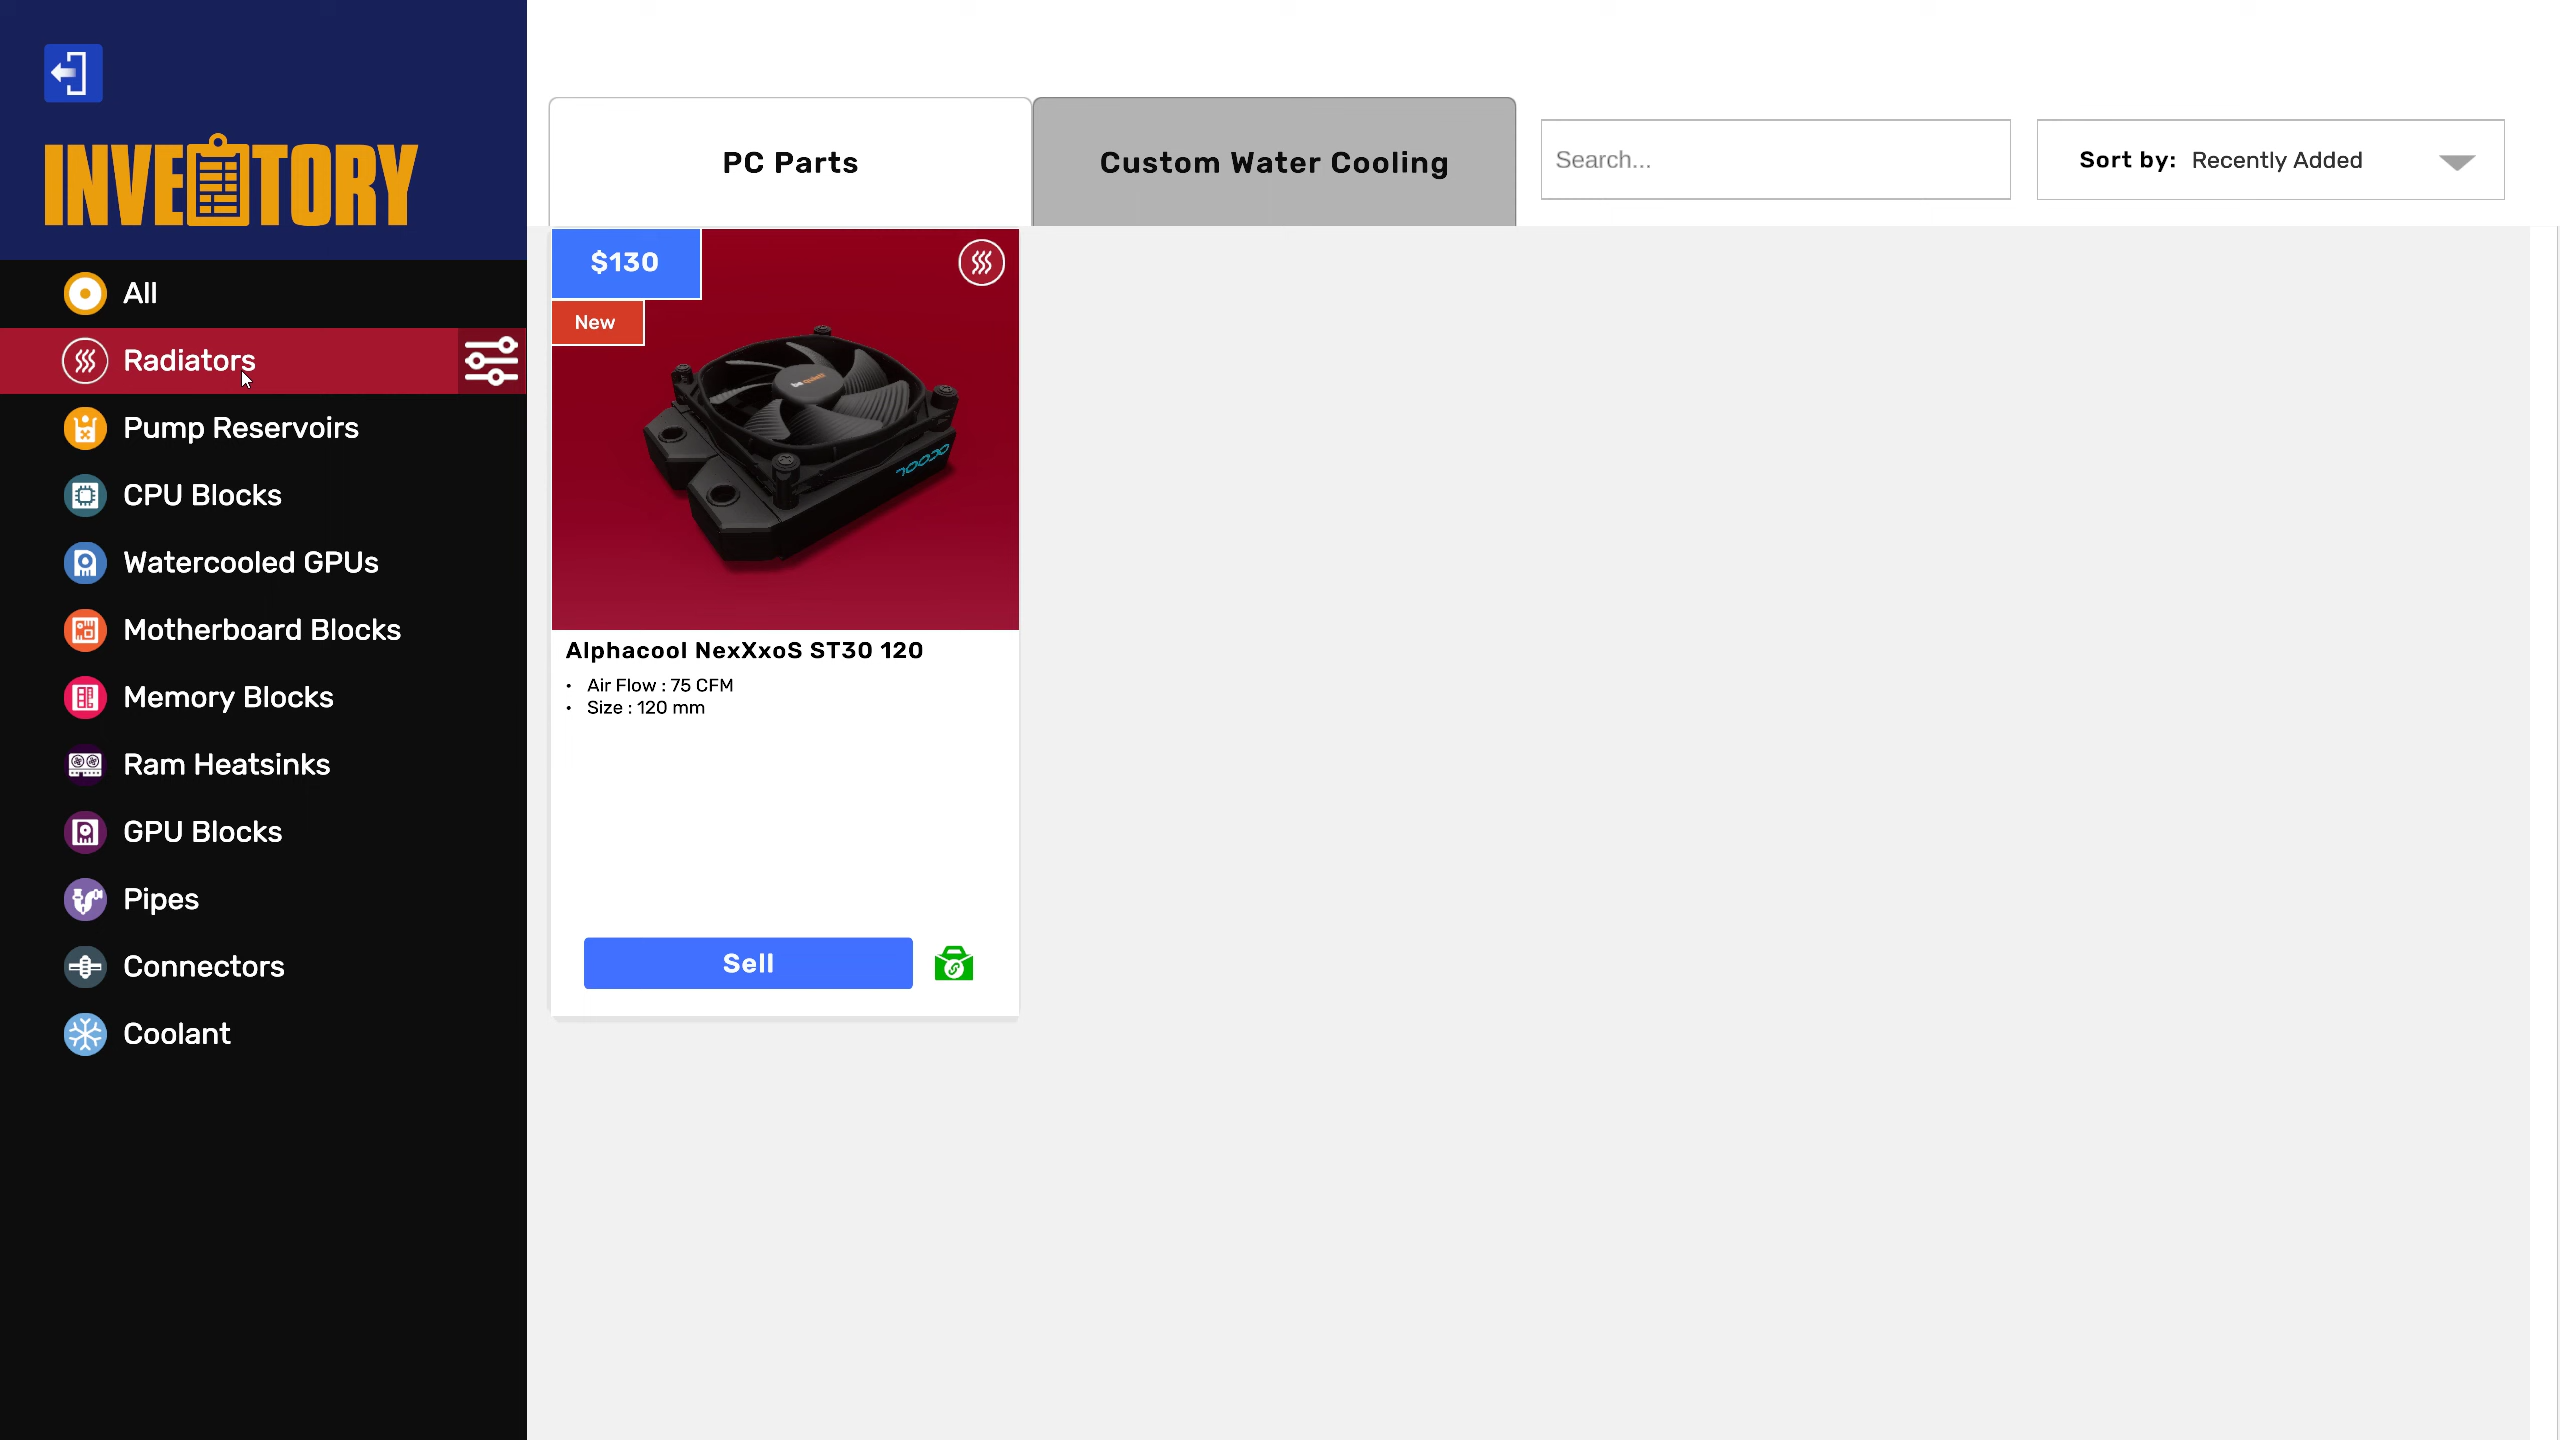 INVENTORY
All
Radiators
Pump Reservoirs
CPU Blocks
Watercooled GPUs
Motherboard Blocks
Memory Blocks
Ram Heatsinks
GPU Blocks
Pipes
Connectors
Coolant
PC Parts
Custom Water Cooling
Search...
Sort by: Recently Added
$130
New
be quiet!
Alphacool NexXxoS ST30 120
• Air Flow : 75 CFM
• Size : 120 mm
Sell